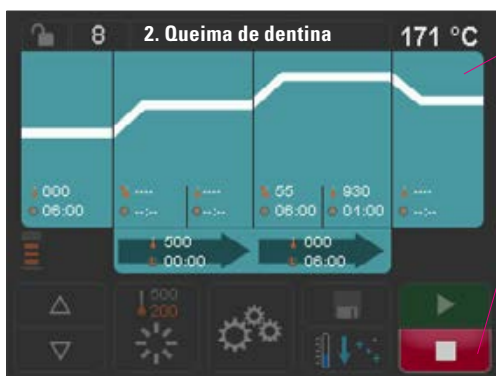 8 2. Queima de dentina 171 °C
000 ---- ---- 55 930 ----
06:00 --:-- --:-- 06:00 01:00 --:--
500 000
00:00 06:00
500
200